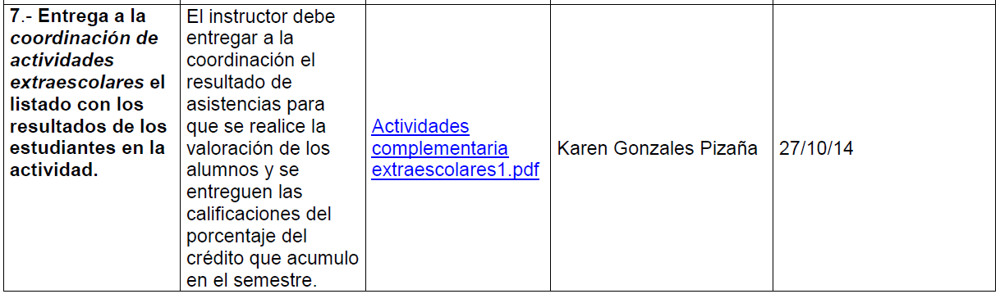 7.- Entrega a la
coordinación de
actividades
extraescolares el
listado con los
resultados de los
estudiantes en la
actividad.
El instructor debe
entregar a la
coordinación el
resultado de
asistencias para
que se realice la
valoración de los
alumnos y se
entreguen las
calificaciones del
porcentaje del
crédito que acumulo
en el semestre.
Actividades
complementaria
extraescolares1.pdf
Karen Gonzales Pizaña
27/10/14